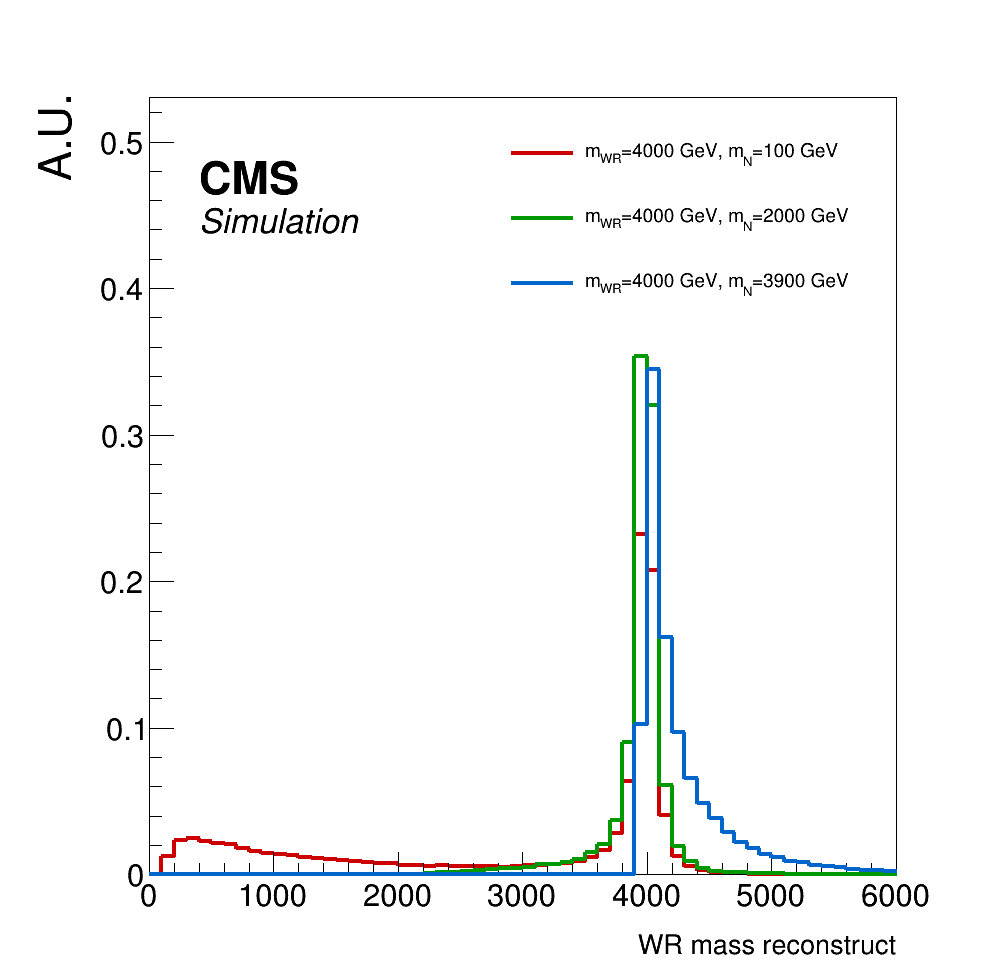 A.U.
CMS
Simulation
m_WR=4000 GeV, m_N=100 GeV
m_WR=4000 GeV, m_N=2000 GeV
m_WR=4000 GeV, m_N=3900 GeV
0.5
0.4
0.3
0.2
0.1
0
0 1000 2000 3000 4000 5000 6000
WR mass reconstruct